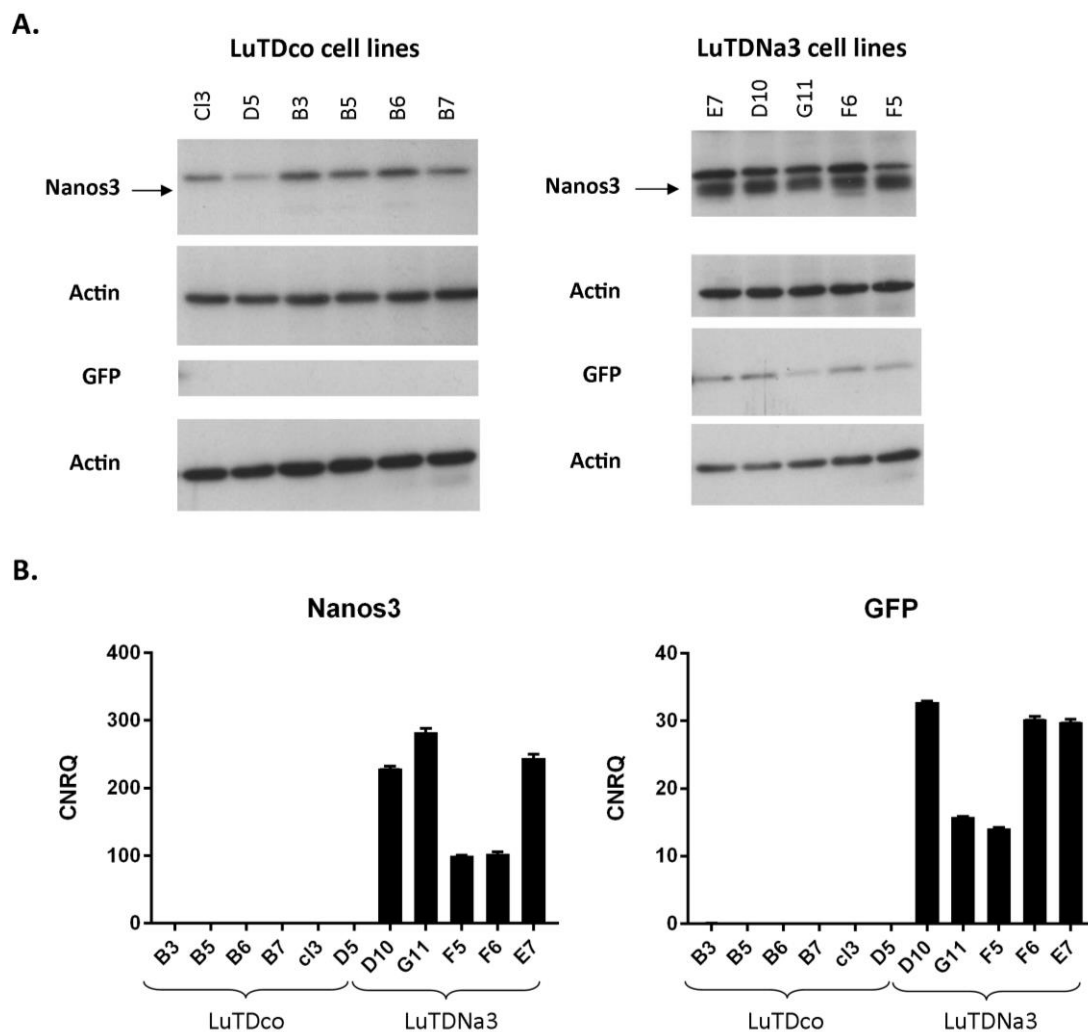 A.
LuTDco cell lines
Cl3 D5 B3 B5 B6 B7
Nanos3
Actin
GFP
Actin
LuTDNa3 cell lines
E7 D10 G11 F6 F5
Nanos3
Actin
GFP
Actin
B.
Nanos3
CNRQ
400
300
200
100
0
B3 B5 B6 B7 cl3 D5 D10 G11 F5 F6 E7
LuTDco LuTDNa3
GFP
CNRQ
40
30
20
10
0
B3 B5 B6 B7 cl3 D5 D10 G11 F5 F6 E7
LuTDco LuTDNa3